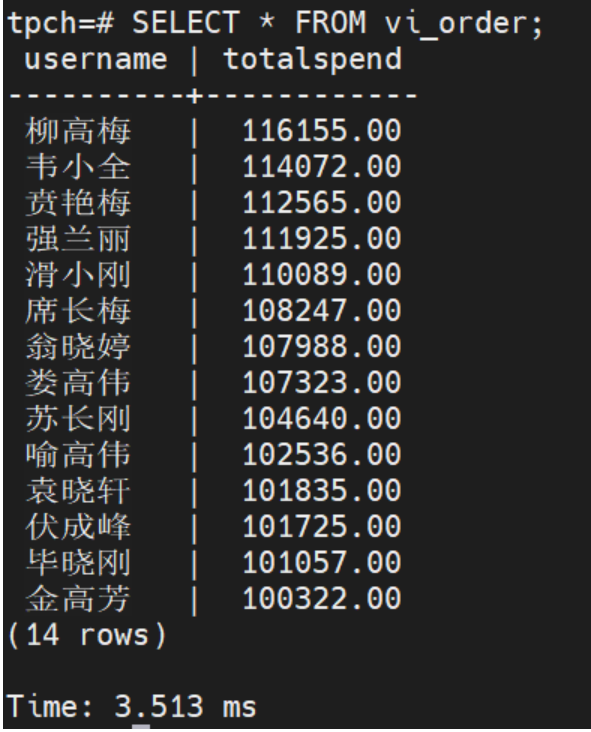 tpch=# SELECT * FROM vi_order;
 username | totalspend
----------+------------
 柳高梅   |  116155.00
 韦小全   |  114072.00
 贲艳梅   |  112565.00
 强兰丽   |  111925.00
 滑小刚   |  110089.00
 席长梅   |  108247.00
 翁晓婷   |  107988.00
 娄高伟   |  107323.00
 苏长刚   |  104640.00
 喻高伟   |  102536.00
 袁晓轩   |  101835.00
 伏成峰   |  101725.00
 毕晓刚   |  101057.00
 金高芳   |  100322.00
(14 rows)

Time: 3.513 ms